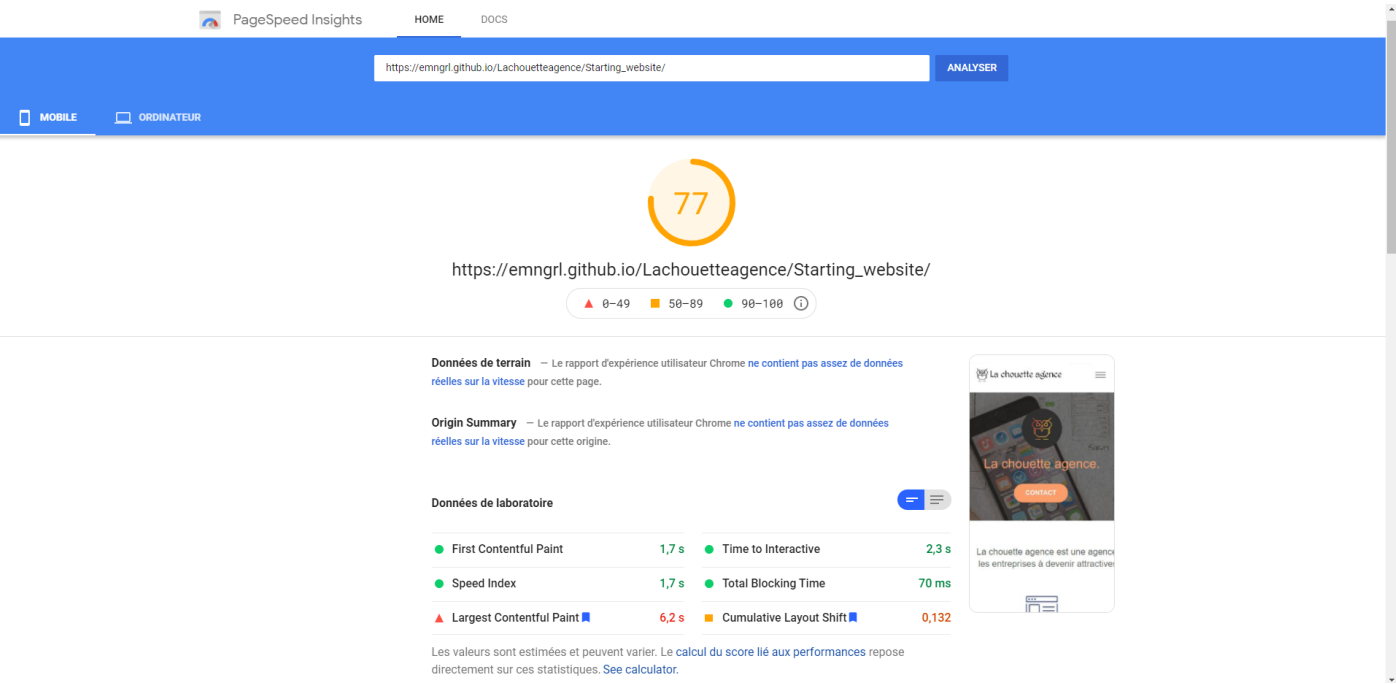 PageSpeed Insights HOME DOCS
https://emngrl.github.io/Lachouetteagence/Starting_website/ ANALYSER
MOBILE ORDINATEUR
77
https://emngrl.github.io/Lachouetteagence/Starting_website/
0–49 50–89 90–100
Données de terrain — Le rapport d'expérience utilisateur Chrome ne contient pas assez de données
réelles sur la vitesse pour cette page.
Origin Summary — Le rapport d'expérience utilisateur Chrome ne contient pas assez de données
réelles sur la vitesse pour cette origine.
La chouette agence
La chouette agence.
CONTACT
La chouette agence est une agence
les entreprises à devenir attractive
Données de laboratoire
First Contentful Paint 1,7 s Time to Interactive 2,3 s
Speed Index 1,7 s Total Blocking Time 70 ms
Largest Contentful Paint 6,2 s Cumulative Layout Shift 0,132
Les valeurs sont estimées et peuvent varier. Le calcul du score lié aux performances repose
directement sur ces statistiques. See calculator.